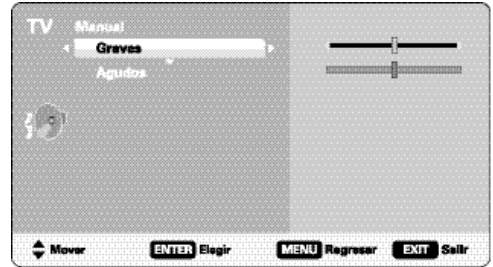 TV Manual
Graves
Agudos
Mover ENTER Elegir MENU Regresar EXIT Salir